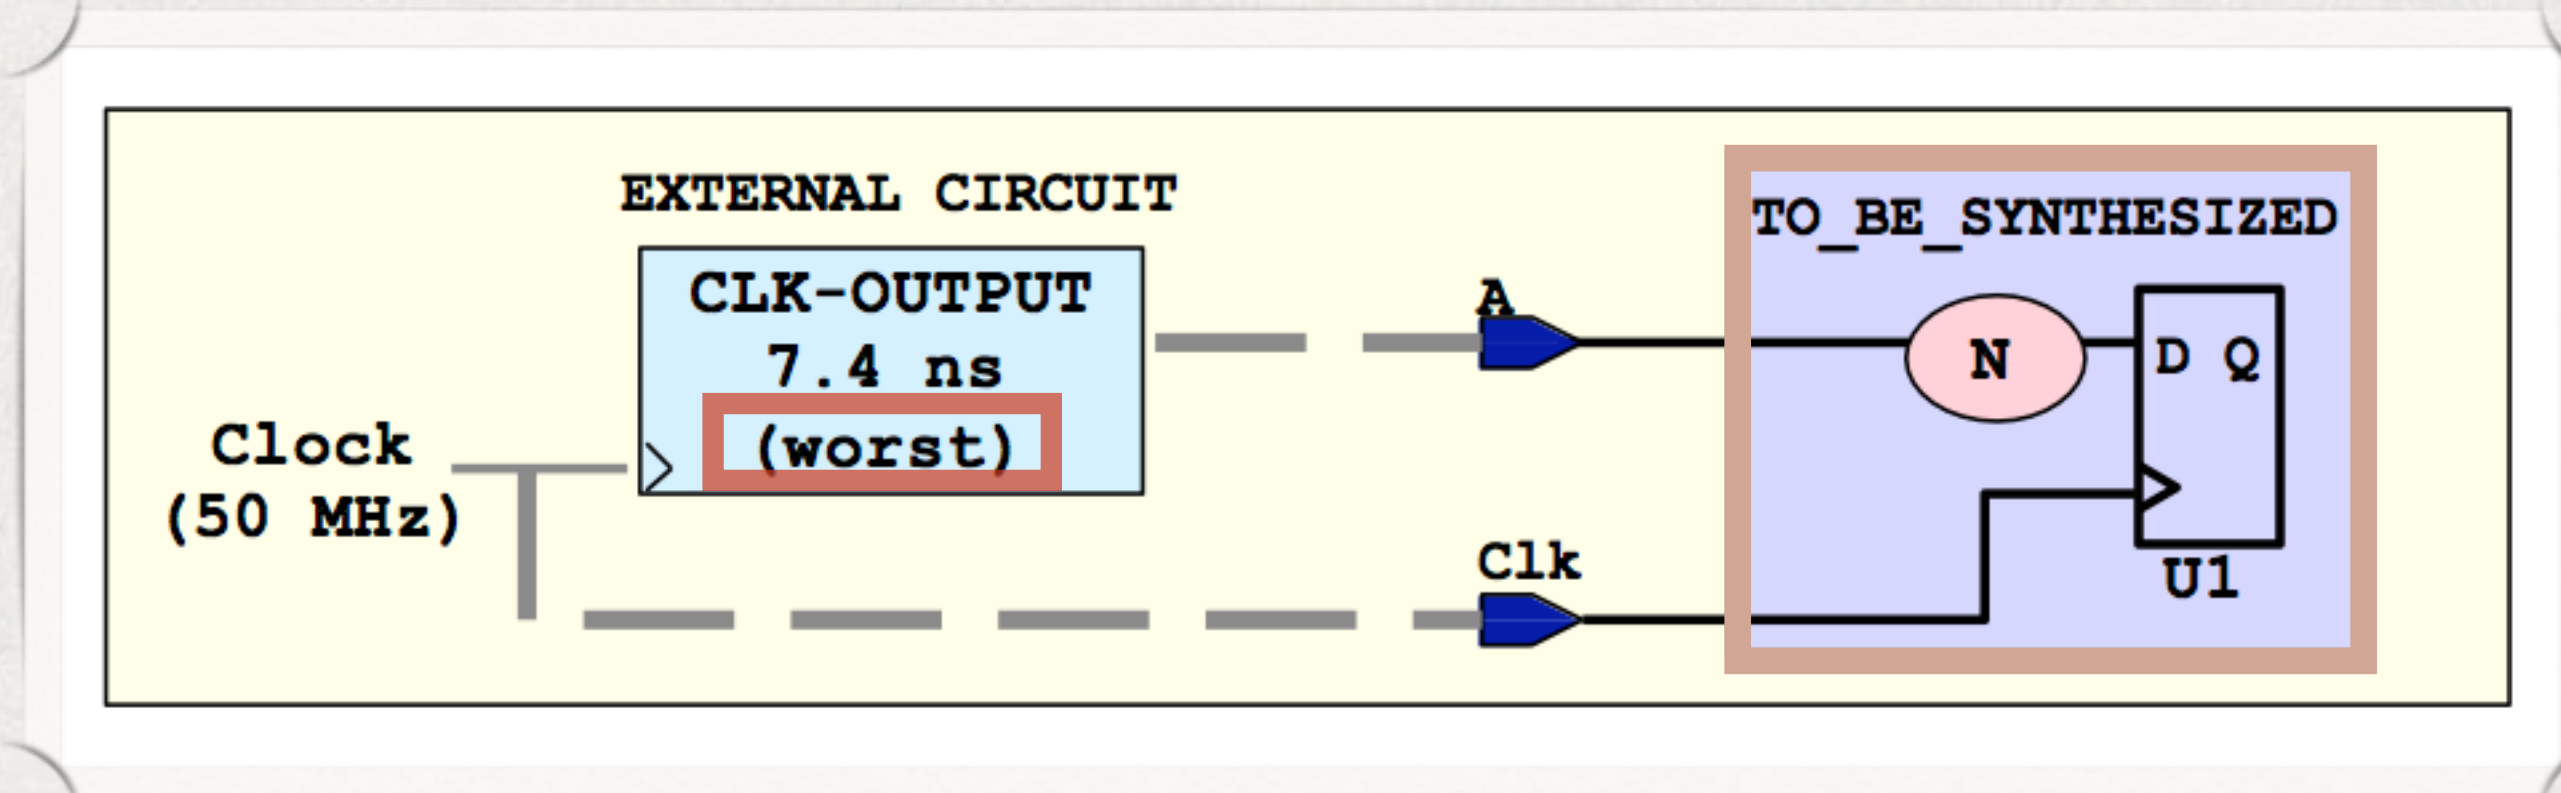 EXTERNAL CIRCUIT
CLK-OUTPUT
7.4 ns
(worst)
Clock
(50 MHz)
A
Clk
TO_BE_SYNTHESIZED
N
D Q
U1